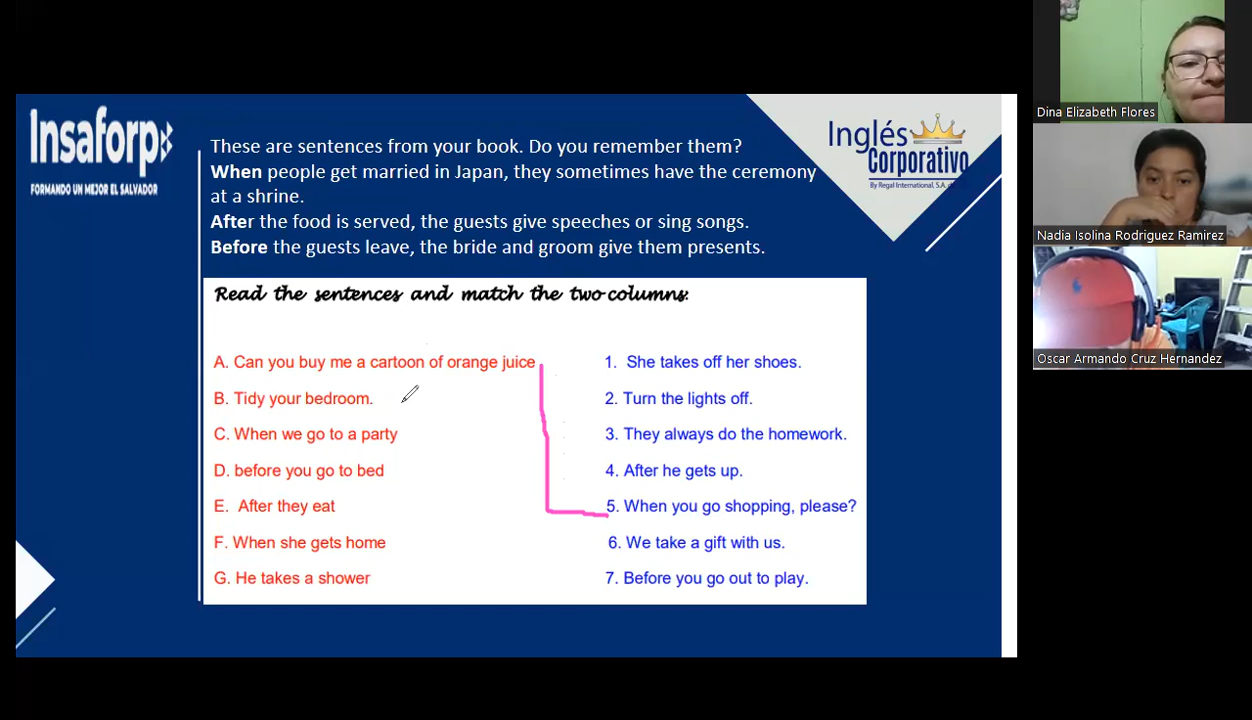 Insaforp
FORMANDO UN MEJOR EL SALVADOR
These are sentences from your book. Do you remember them?
When people get married in Japan, they sometimes have the ceremony
at a shrine.
After the food is served, the guests give speeches or sing songs.
Before the guests leave, the bride and groom give them presents.
Inglés
Corporativo
By Regal International, S.A. de
Read the sentences and match the two columns:
A. Can you buy me a cartoon of orange juice
B. Tidy your bedroom.
C. When we go to a party
D. before you go to bed
E. After they eat
F. When she gets home
G. He takes a shower
1. She takes off her shoes.
2. Turn the lights off.
3. They always do the homework.
4. After he gets up.
5. When you go shopping, please?
6. We take a gift with us.
7. Before you go out to play.
Dina Elizabeth Flores
Nadia Isolina Rodriguez Ramirez
Oscar Armando Cruz Hernandez